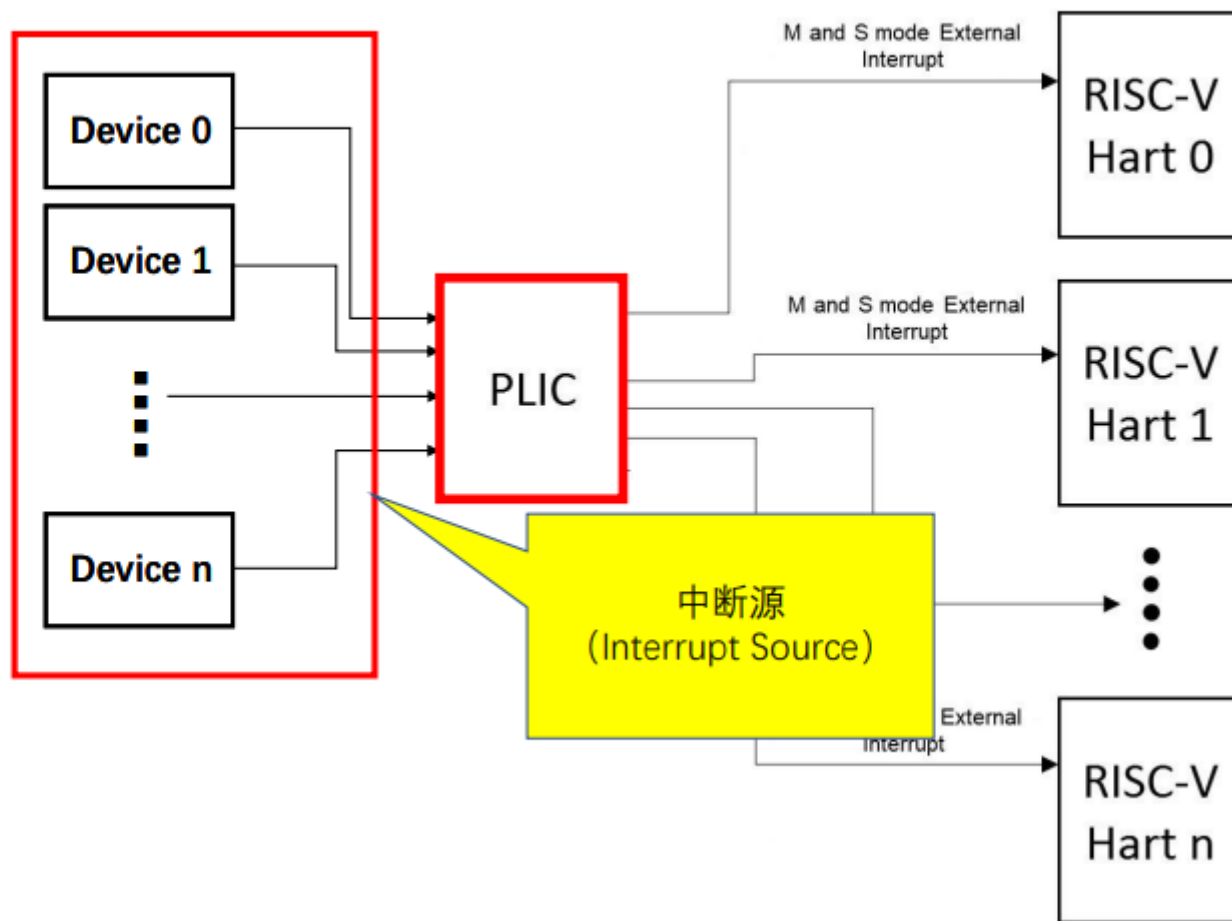 Device 0
Device 1
Device n
PLIC
中断源
（Interrupt Source）
M and S mode External
Interrupt
RISC-V
Hart 0
M and S mode External
Interrupt
RISC-V
Hart 1
External
Interrupt
RISC-V
Hart n